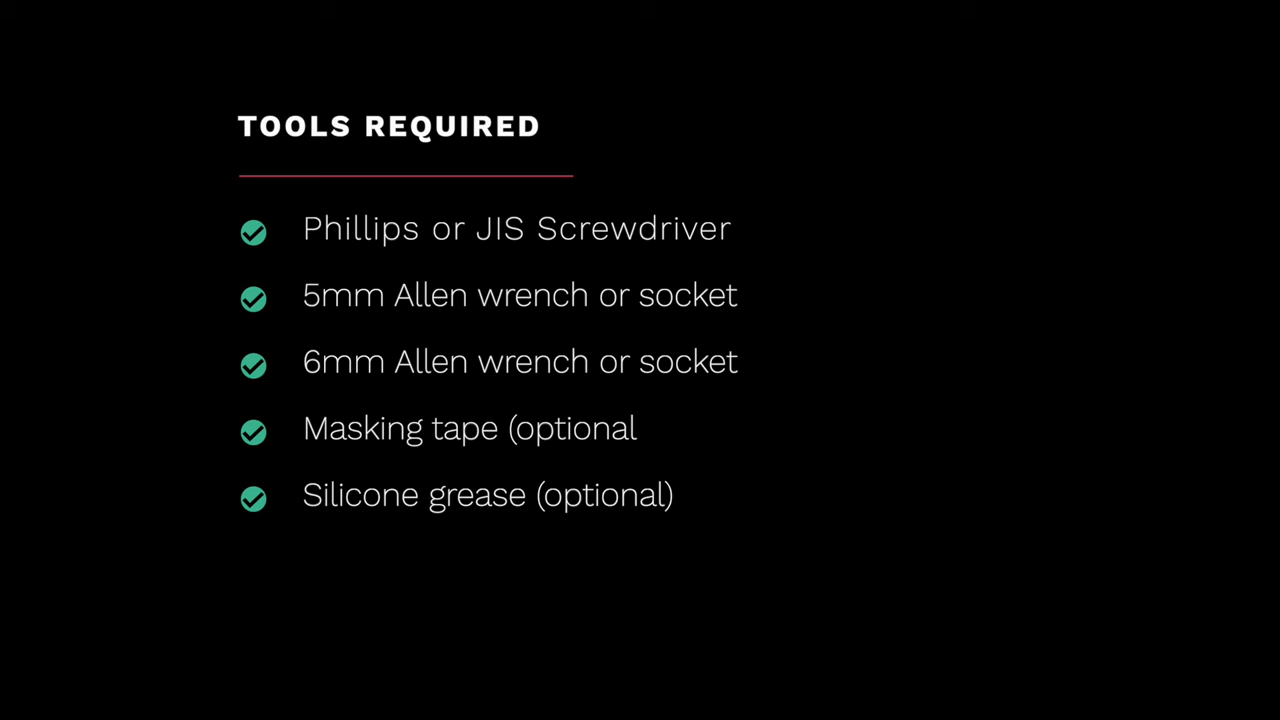 TOOLS REQUIRED
Phillips or JIS Screwdriver
5mm Allen wrench or socket
6mm Allen wrench or socket
Masking tape (optional
Silicone grease (optional)